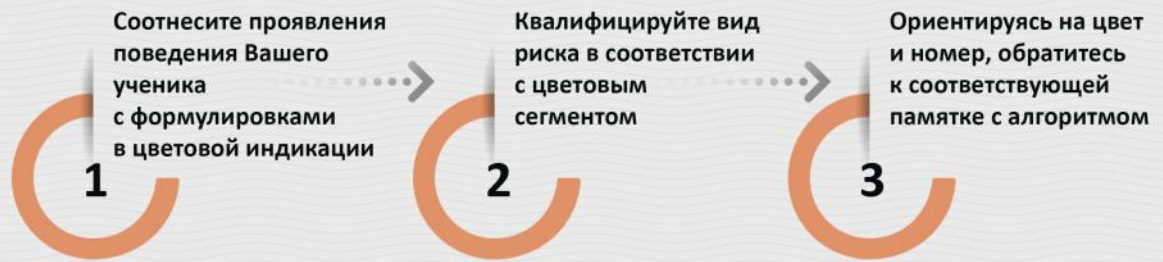 Соотнесите проявления
поведения Вашего
ученика
с формулировками
в цветовой индикации
1
Квалифицируйте вид
риска в соответствии
с цветовым
сегментом
2
Ориентируясь на цвет
и номер, обратитесь
к соответствующей
памятке с алгоритмом
3